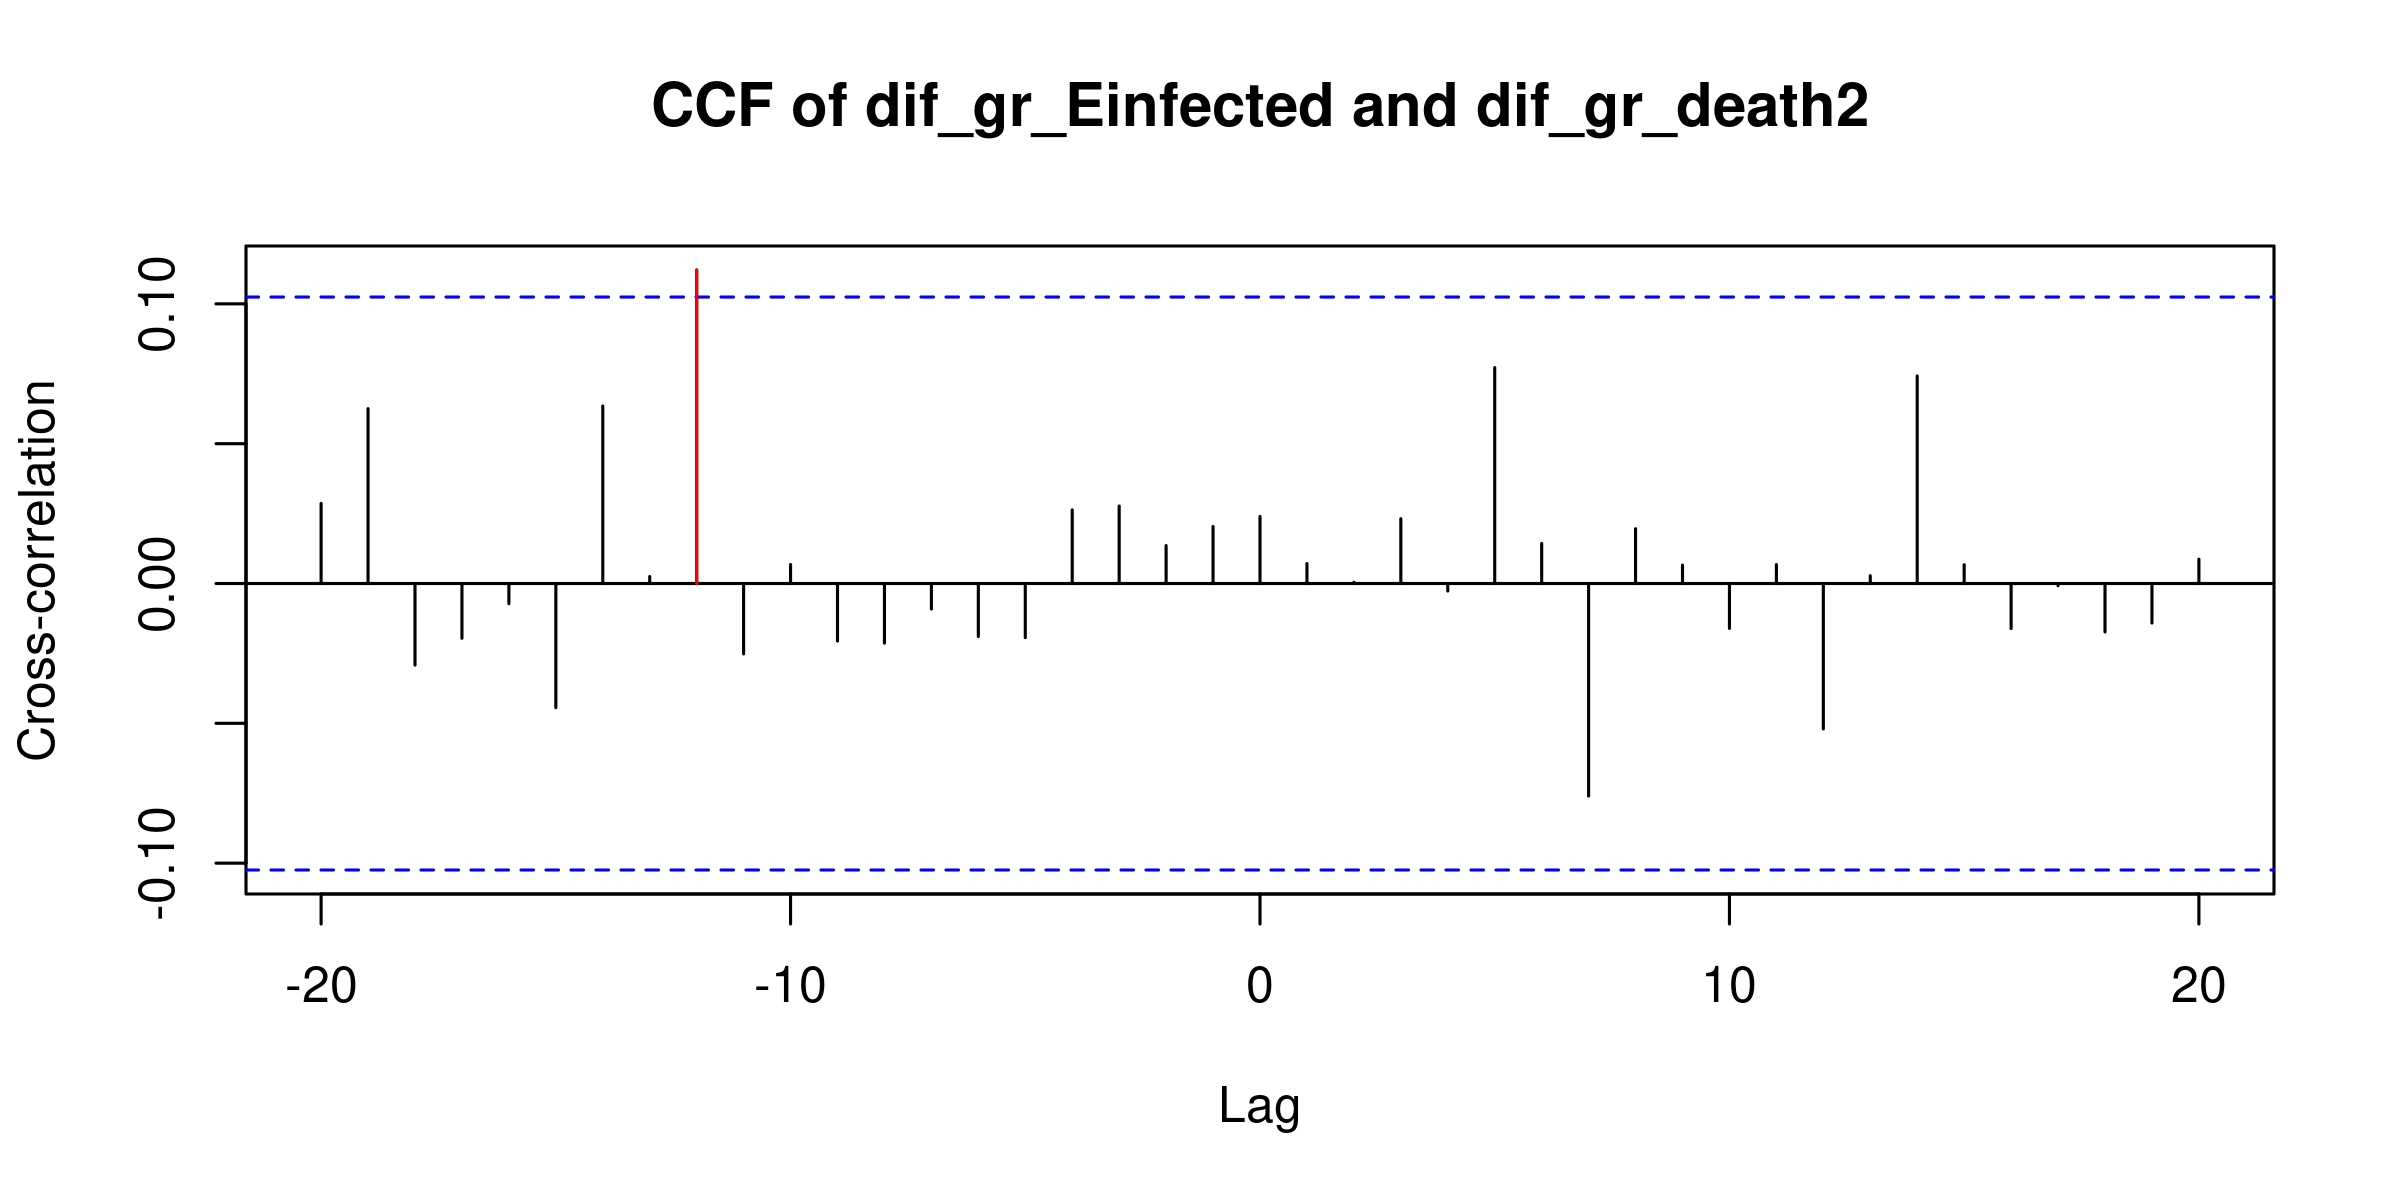 CCF of dif_gr_Einfected and dif_gr_death2
Cross-correlation
0.10
0.00
-0.10
-20 -10 0 10 20
Lag